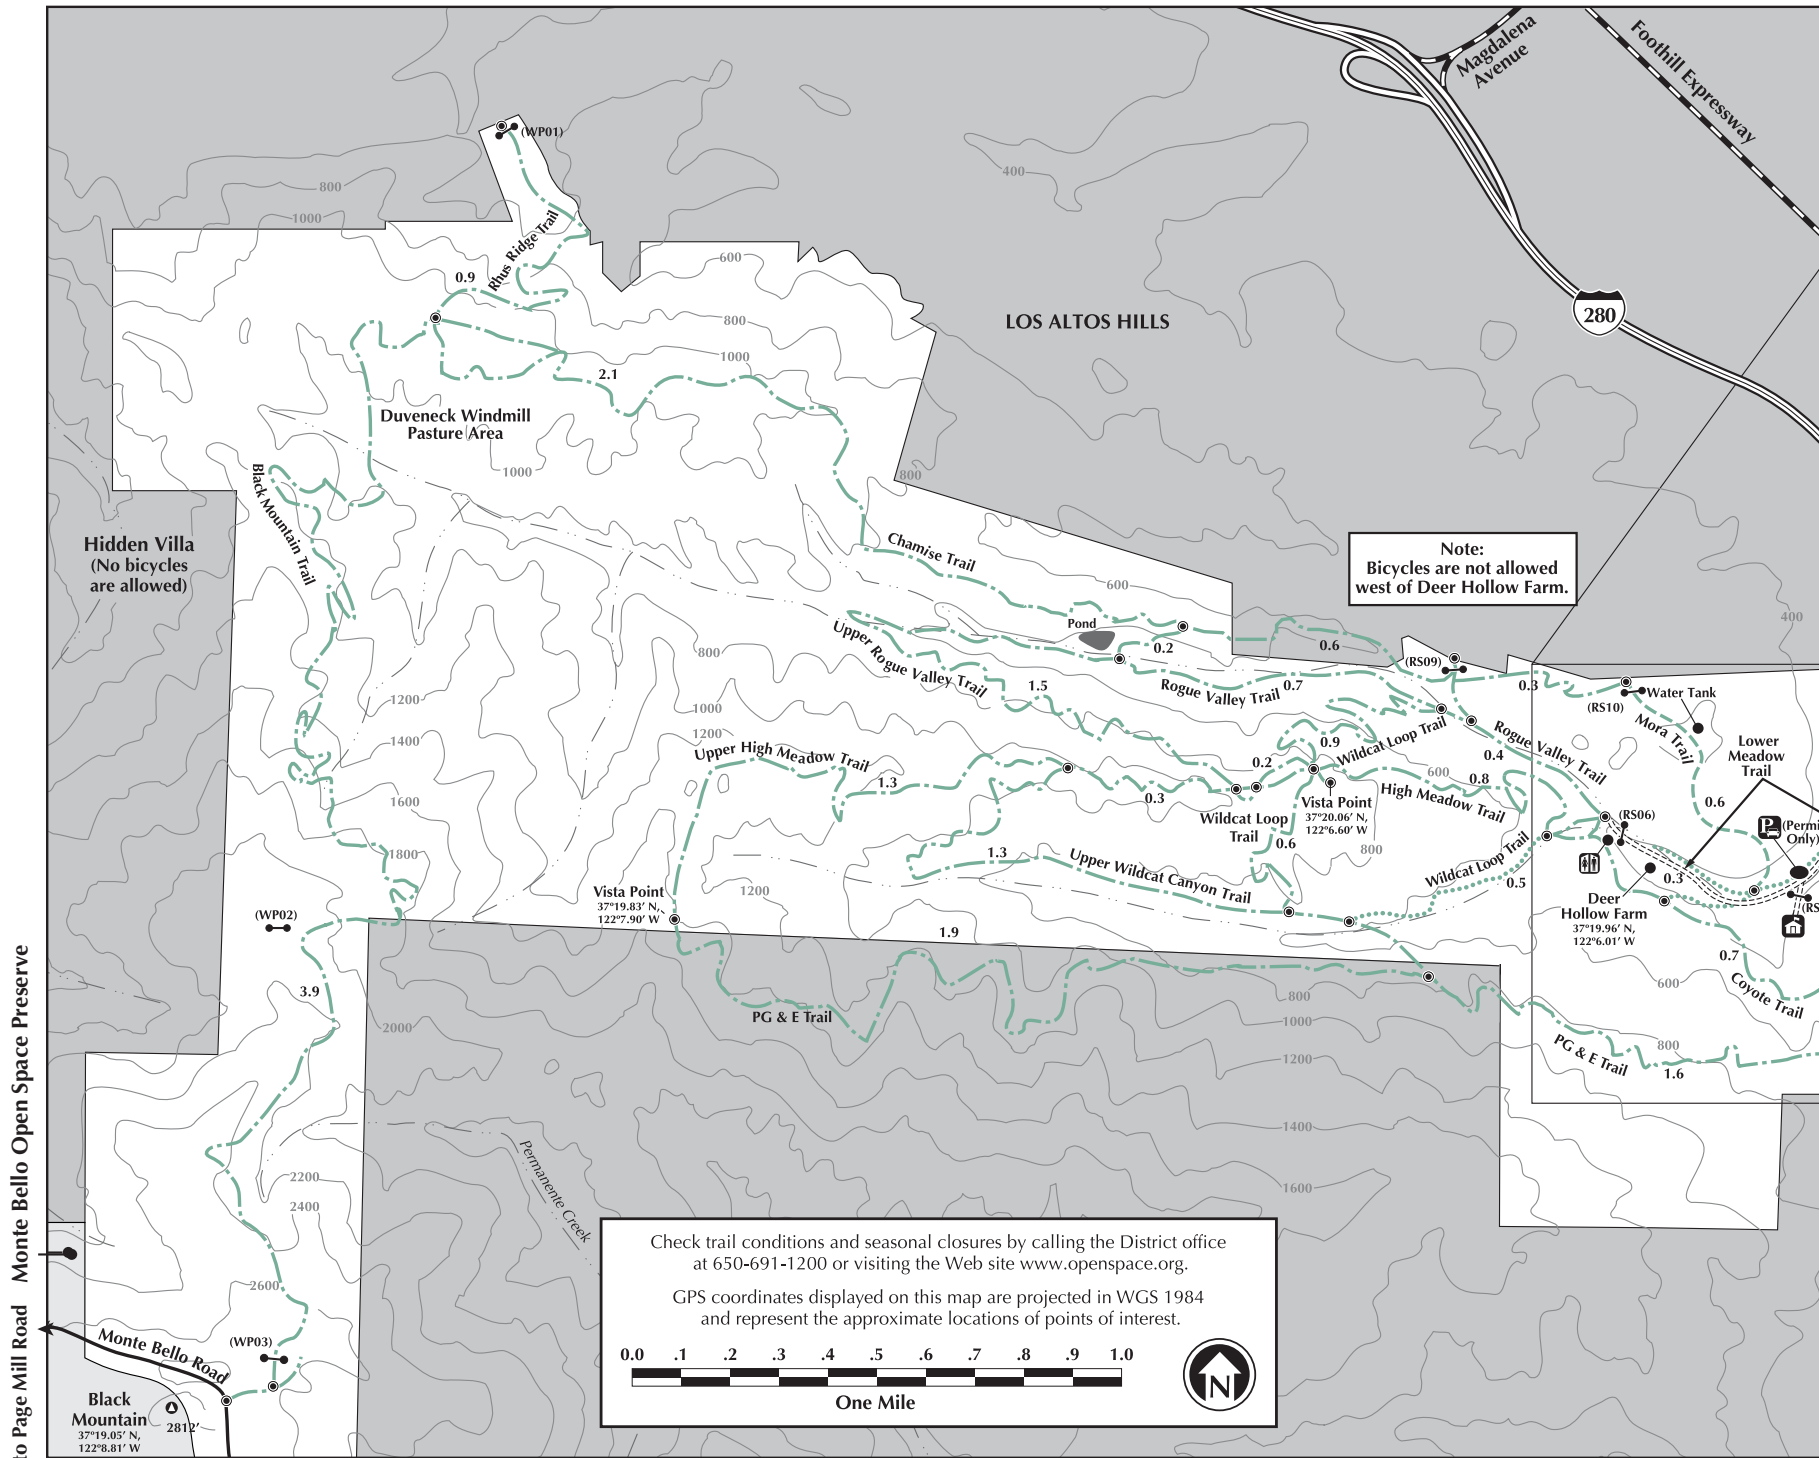 Magdalena
Avenue
Foothill Expressway
280
(WP01)
800
1000
400
Rhus Ridge Trail
0.9
600
800
1000
LOS ALTOS HILLS
2.1
Duveneck Windmill
Pasture Area
1000
800
Black Mountain Trail
Hidden Villa
(No bicycles
are allowed)
Note:
Bicycles are not allowed
west of Deer Hollow Farm.
Chamise Trail
600
400
Pond
0.2
0.6
(RS09)
Upper Rogue Valley Trail
800
1.5
Rogue Valley Trail
0.7
0.3
(RS10)
Water Tank
Mora Trail
1200
1000
1200
1400
Upper High Meadow Trail
1.3
0.9
Wildcat Loop Trail
0.2
Rogue Valley Trail
0.4
Lower
Meadow
Trail
600
0.8
High Meadow Trail
0.3
Vista Point
37°20.06' N,
122°6.60' W
Wildcat Loop
Trail
0.6
800
1600
0.6
(RS06)
P
(Permi
Only)
1800
1.3
Upper Wildcat Canyon Trail
Wildcat Loop Trail
0.5
0.3
1200
Vista Point
37°19.83' N,
122°7.90' W
(WP02)
Deer
Hollow Farm
37°19.96' N,
122°6.01' W
(RS
1.9
0.7
Coyote Trail
600
3.9
800
1000
PG & E Trail
2000
1200
PG & E Trail
800
1.6
1400
Permanente Creek
2200
2400
1600
2600
to Page Mill Road Monte Bello Open Space Preserve
Check trail conditions and seasonal closures by calling the District office
at 650-691-1200 or visiting the Web site www.openspace.org.
GPS coordinates displayed on this map are projected in WGS 1984
and represent the approximate locations of points of interest.
0.0 .1 .2 .3 .4 .5 .6 .7 .8 .9 1.0
One Mile
N
(WP03)
Monte Bello Road
Black
Mountain
37°19.05' N,
122°8.81' W
2812'